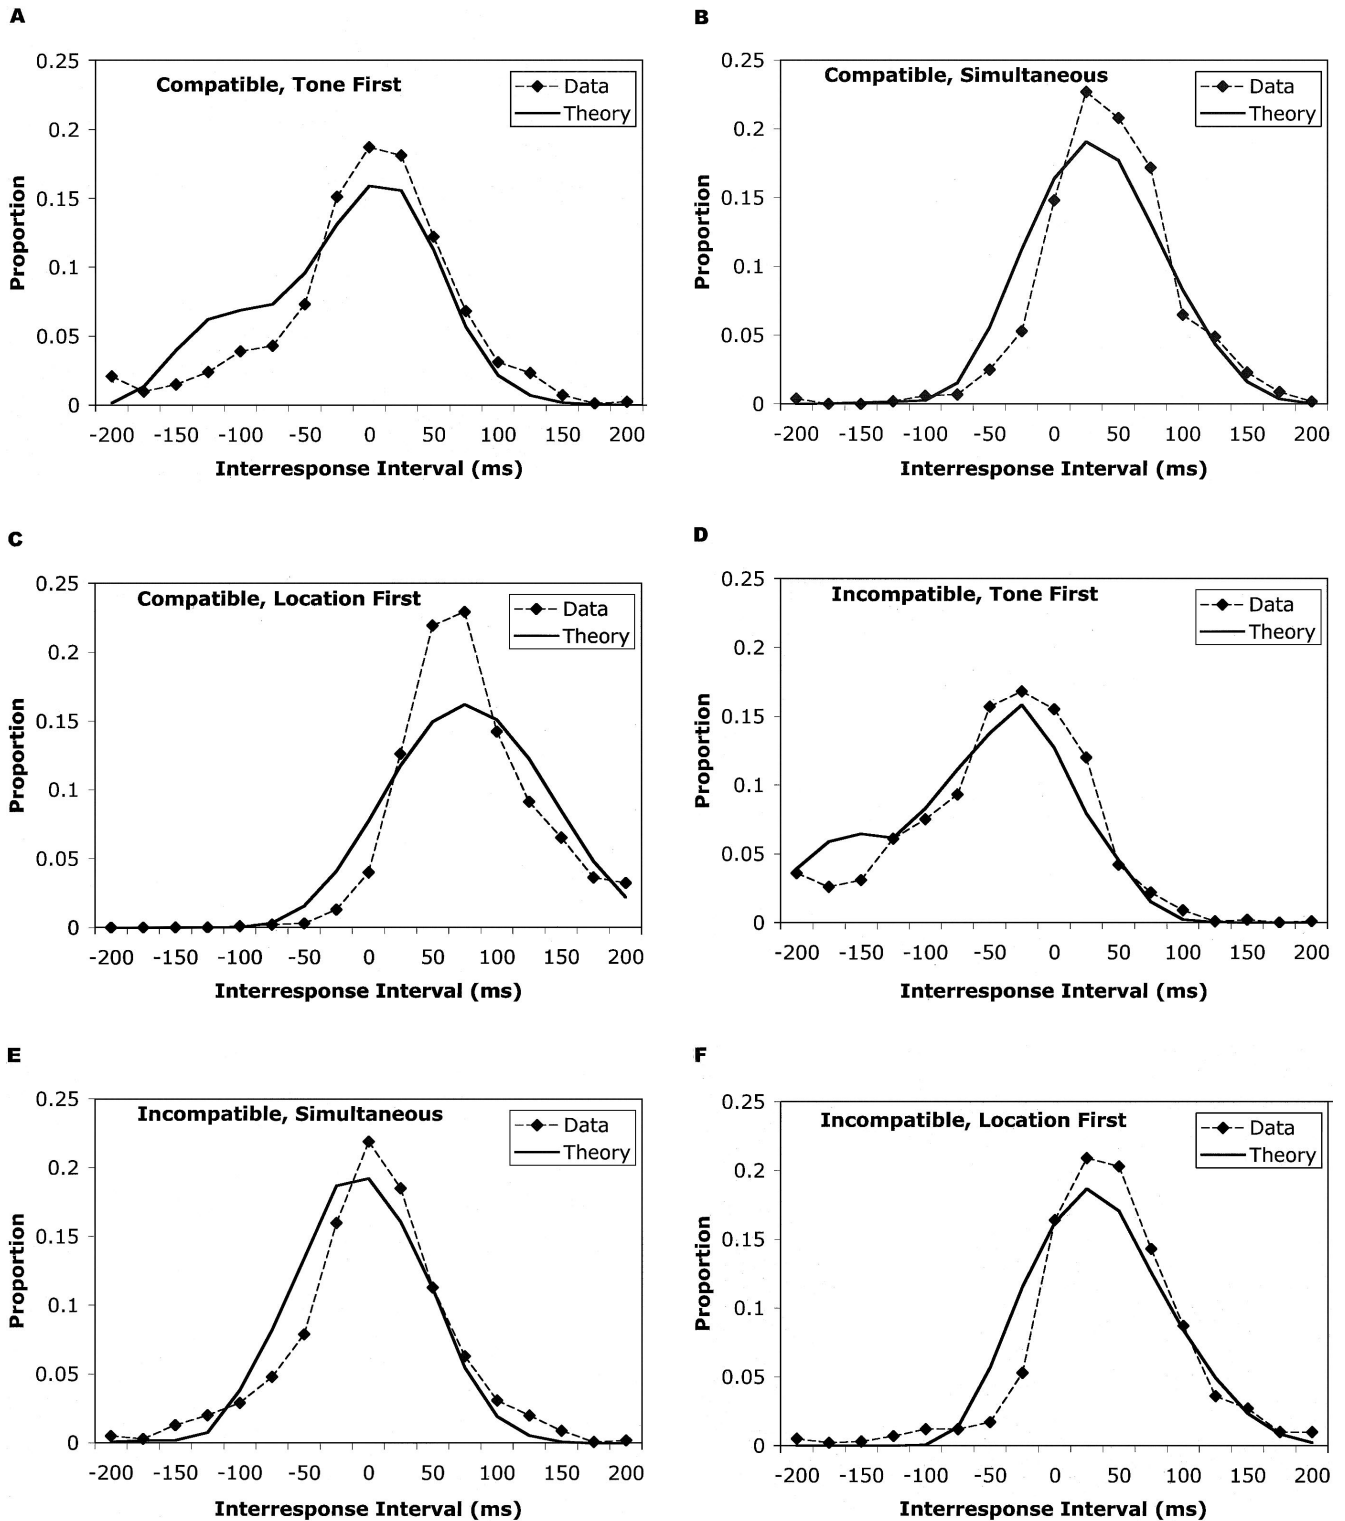 A
Compatible, Tone First
Data
Theory
0.25
0.2
0.15
0.1
0.05
0
Proportion
-200 -150 -100 -50 0 50 100 150 200
Interresponse Interval (ms)
B
Compatible, Simultaneous
Data
Theory
0.25
0.2
0.15
0.1
0.05
0
Proportion
-200 -150 -100 -50 0 50 100 150 200
Interresponse Interval (ms)
C
Compatible, Location First
Data
Theory
0.25
0.2
0.15
0.1
0.05
0
Proportion
-200 -150 -100 -50 0 50 100 150 200
Interresponse Interval (ms)
D
Incompatible, Tone First
Data
Theory
0.25
0.2
0.15
0.1
0.05
0
Proportion
-200 -150 -100 -50 0 50 100 150 200
Interresponse Interval (ms)
E
Incompatible, Simultaneous
Data
Theory
0.25
0.2
0.15
0.1
0.05
0
Proportion
-200 -150 -100 -50 0 50 100 150 200
Interresponse Interval (ms)
F
Incompatible, Location First
Data
Theory
0.25
0.2
0.15
0.1
0.05
0
Proportion
-200 -150 -100 -50 0 50 100 150 200
Interresponse Interval (ms)